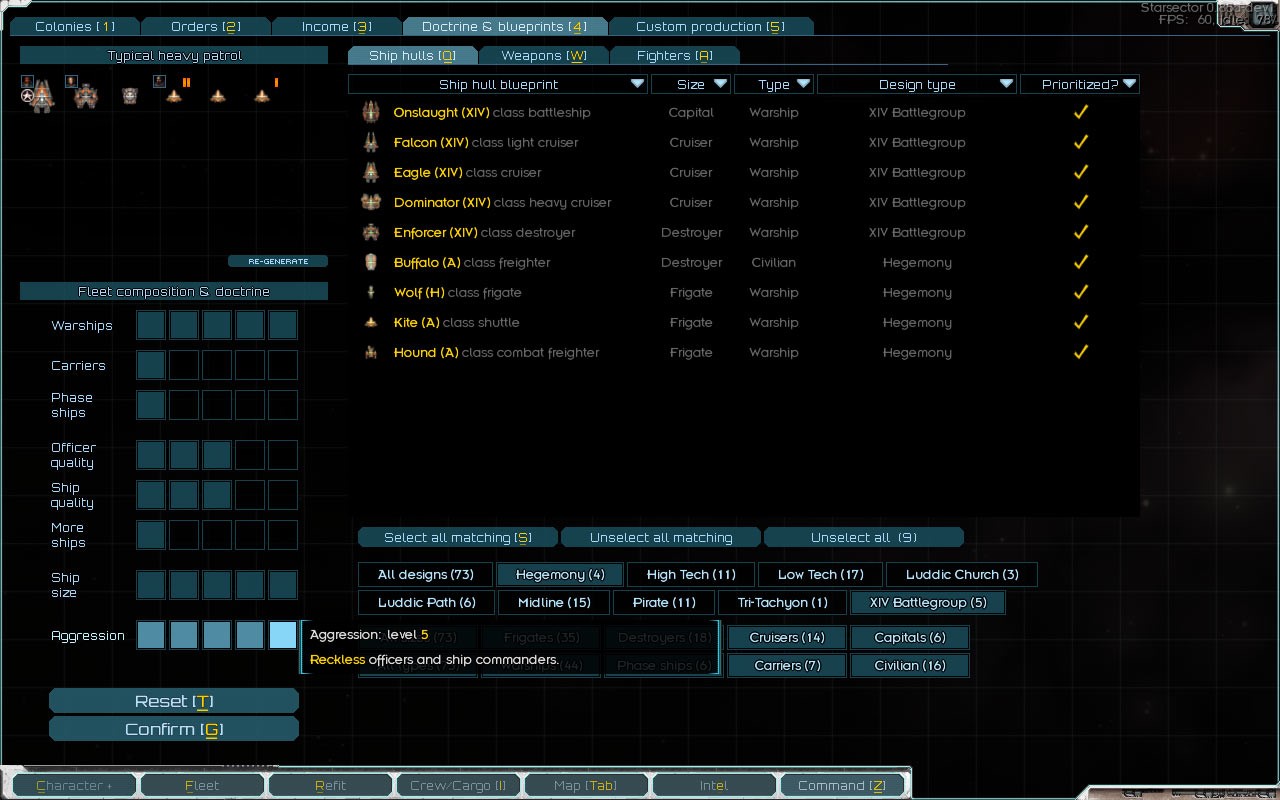 Starsector 0.
FPS: 60, Idle: 78%
Colonies [1] Orders [2] Income [3] Doctrine & blueprints [4] Custom production [5]
Typical heavy patrol
Ship hulls [Q] Weapons [W] Fighters [A]
Ship hull blueprint Size Type Design type Prioritized?
Onslaught (XIV) class battleship Capital Warship XIV Battlegroup
Falcon (XIV) class light cruiser Cruiser Warship XIV Battlegroup
Eagle (XIV) class cruiser Cruiser Warship XIV Battlegroup
Dominator (XIV) class heavy cruiser Cruiser Warship XIV Battlegroup
Enforcer (XIV) class destroyer Destroyer Warship XIV Battlegroup
Buffalo (A) class freighter Destroyer Civilian Hegemony
Wolf (H) class frigate Frigate Warship Hegemony
Kite (A) class shuttle Frigate Warship Hegemony
Hound (A) class combat freighter Frigate Warship Hegemony
RE-GENERATE
Fleet composition & doctrine
Warships
Carriers
Phase
ships
Officer
quality
Ship
quality
More
ships
Ship
size
Aggression
Select all matching [S] Unselect all matching Unselect all (9)
All designs (73) Hegemony (4) High Tech (11) Low Tech (17) Luddic Church (3)
Luddic Path (6) Midline (15) Pirate (11) Tri-Tachyon (1) XIV Battlegroup (5)
Aggression: level 5
Reckless officers and ship commanders.
(73) Frigates (35) Destroyers (18) Cruisers (14) Capitals (6)
Warships (44) Phase ships (6) Carriers (7) Civilian (16)
Reset [T]
Confirm [G]
Character Fleet Refit Crew/Cargo [I] Map [Tab] Intel Command [Z]